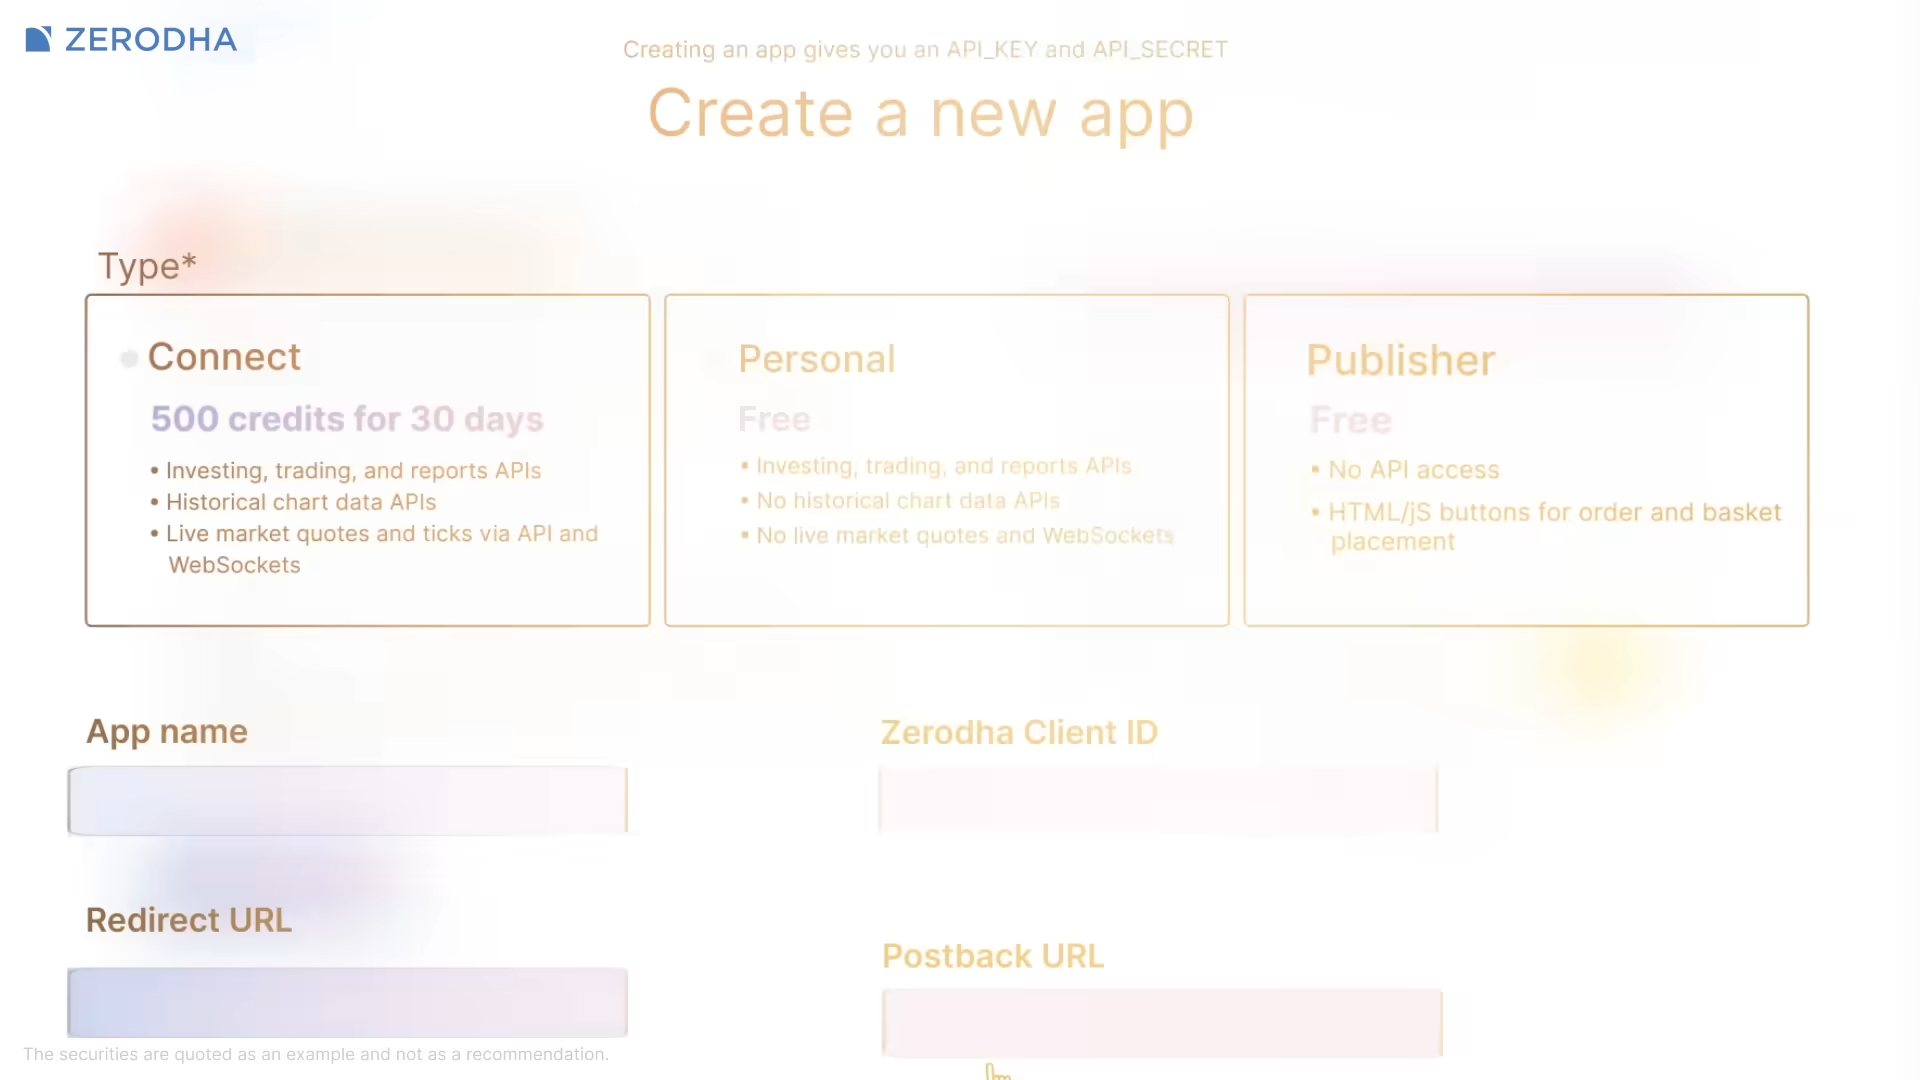 ZERODHA
Creating an app gives you an API_KEY and API_SECRET
Create a new app
Type*
Connect
500 credits for 30 days
• Investing, trading, and reports APIs
• Historical chart data APIs
• Live market quotes and ticks via API and
WebSockets
Personal
Free
• Investing, trading, and reports APIs
• No historical chart data APIs
• No live market quotes and WebSockets
Publisher
Free
• No API access
• HTML/jS buttons for order and basket
placement
App name
Zerodha Client ID
Redirect URL
Postback URL
The securities are quoted as an example and not as a recommendation.